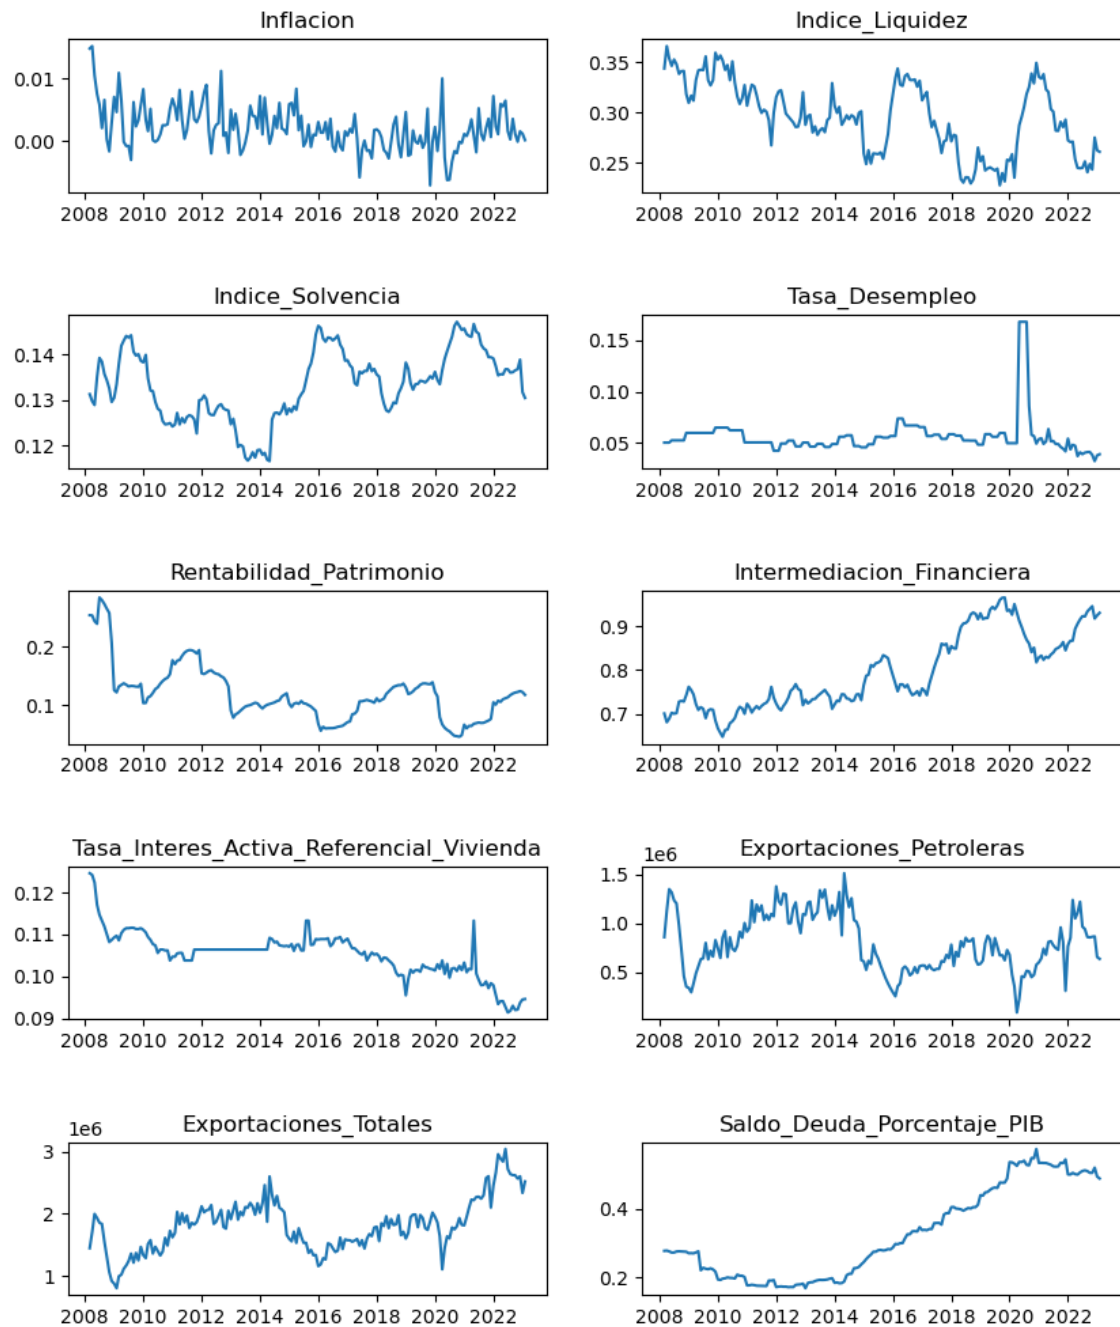 Inflacion
0.01
0.00
2008 2010 2012 2014 2016 2018 2020 2022
Indice_Liquidez
0.35
0.30
0.25
2008 2010 2012 2014 2016 2018 2020 2022
Indice_Solvencia
0.14
0.13
0.12
2008 2010 2012 2014 2016 2018 2020 2022
Tasa_Desempleo
0.15
0.10
0.05
2008 2010 2012 2014 2016 2018 2020 2022
Rentabilidad_Patrimonio
0.2
0.1
2008 2010 2012 2014 2016 2018 2020 2022
Intermediacion_Financiera
0.9
0.8
0.7
2008 2010 2012 2014 2016 2018 2020 2022
Tasa_Interes_Activa_Referencial_Vivienda
0.12
0.11
0.10
0.09
2008 2010 2012 2014 2016 2018 2020 2022
Exportaciones_Petroleras
1e6
1.5
1.0
0.5
2008 2010 2012 2014 2016 2018 2020 2022
Exportaciones_Totales
1e6
3
2
1
2008 2010 2012 2014 2016 2018 2020 2022
Saldo_Deuda_Porcentaje_PIB
0.4
0.2
2008 2010 2012 2014 2016 2018 2020 2022